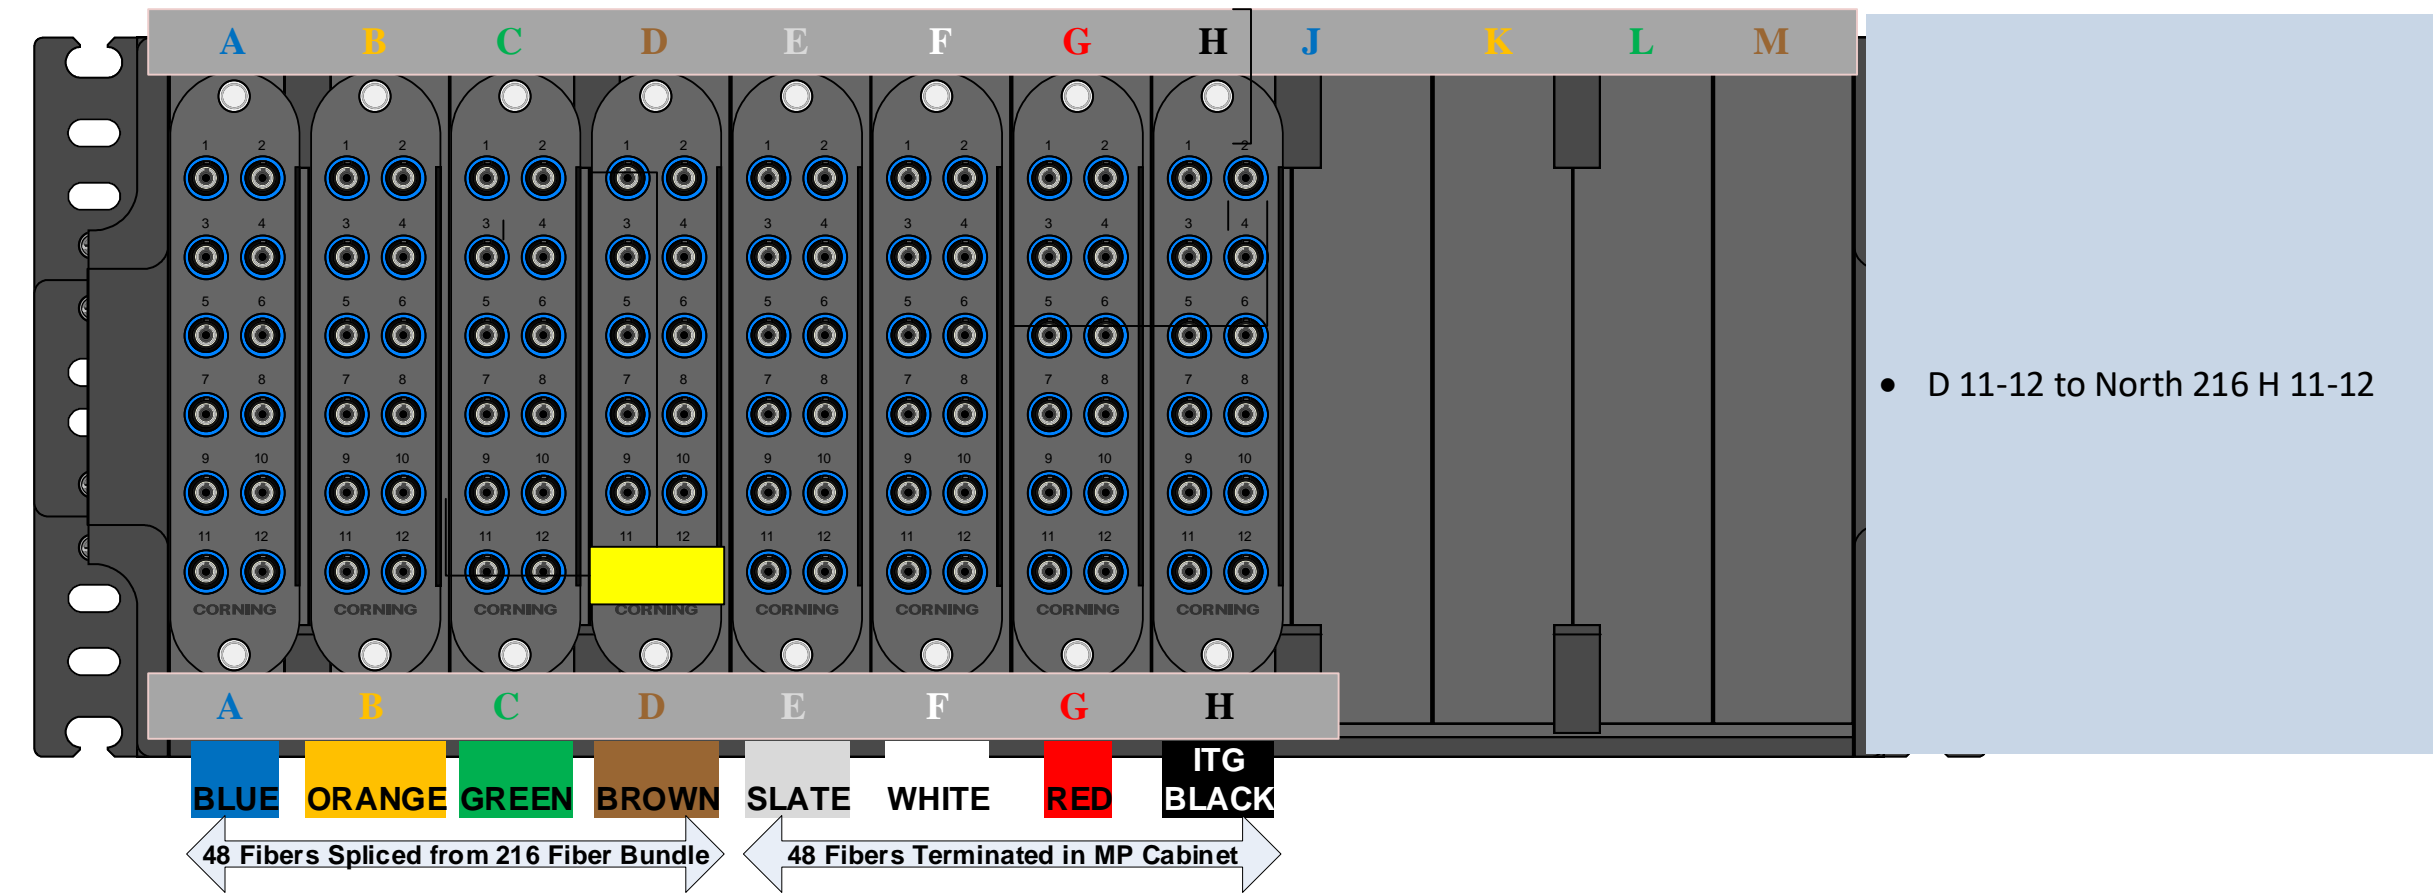 A B C D E F G H J K L M
1 2 1 2 1 2 1 2 1 2 1 2 1 2 1 2
3 4 3 4 3 4 3 4 3 4 3 4 3 4 3 4
5 6 5 6 5 6 5 6 5 6 5 6 5 6 5 6
7 8 7 8 7 8 7 8 7 8 7 8 7 8 7 8
• D 11-12 to North 216 H 11-12
9 10 9 10 9 10 9 10 9 10 9 10 9 10 9 10
11 12 11 12 11 12 11 12 11 12 11 12 11 12 11 12
CORNING CORNING CORNING CORNING CORNING CORNING CORNING CORNING
A B C D E F G H
ITG
BLUE ORANGE GREEN BROWN SLATE WHITE RED BLACK
48 Fibers Spliced from 216 Fiber Bundle 48 Fibers Terminated in MP Cabinet